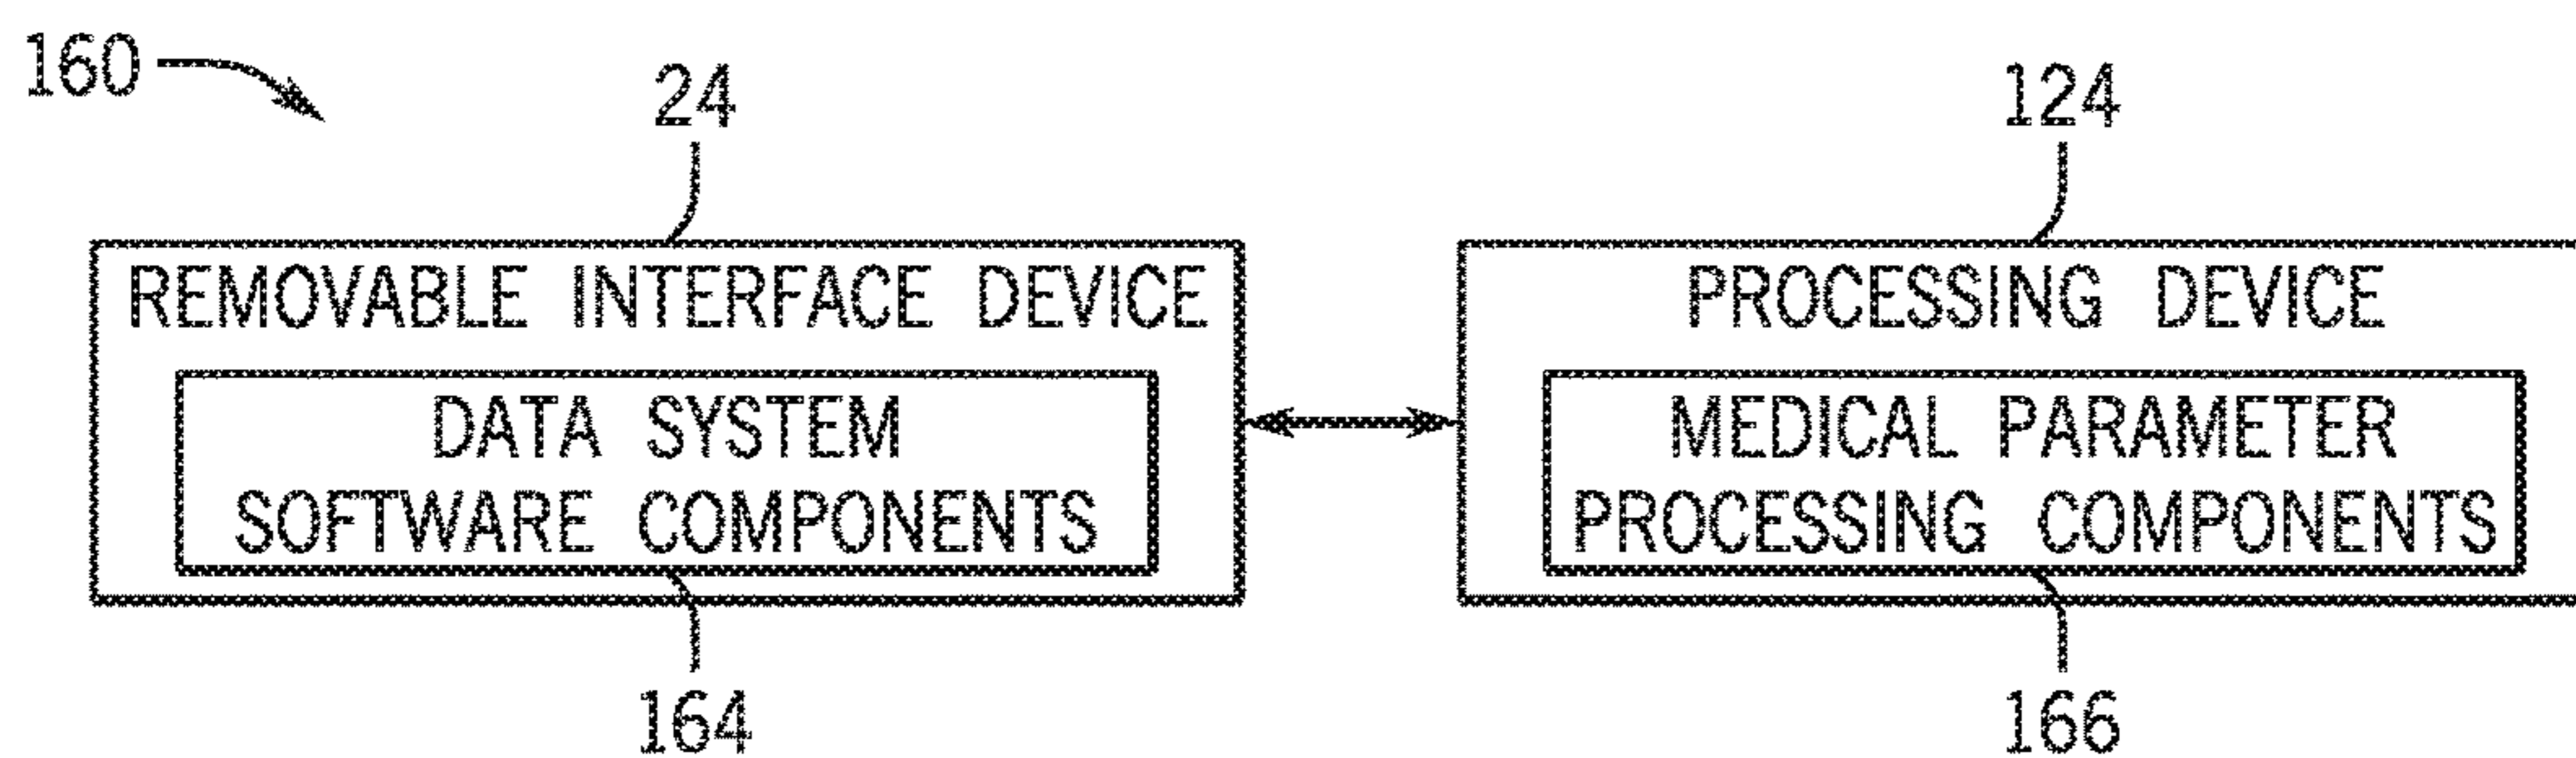 160
24
124
REMOVABLE INTERFACE DEVICE
PROCESSING DEVICE
DATA SYSTEM
SOFTWARE COMPONENTS
MEDICAL PARAMETER
PROCESSING COMPONENTS
164
166